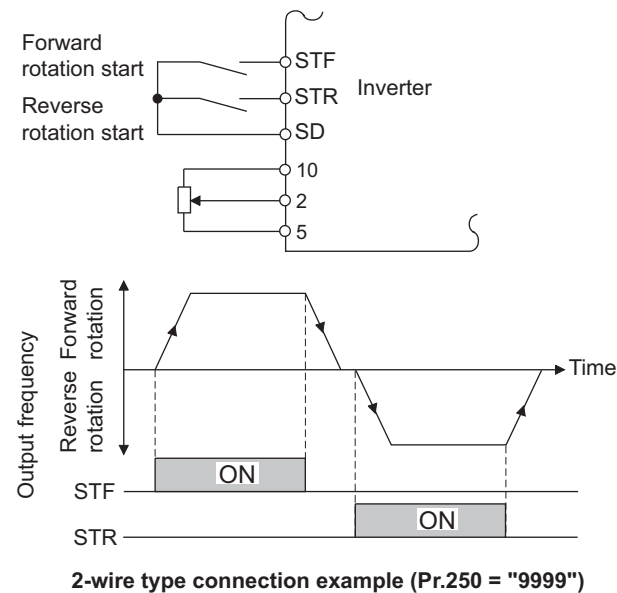 Forward
rotation start
STF
STR
Inverter
Reverse
rotation start
SD
10
2
5
Output frequency
Reverse rotation
Forward rotation
Time
ON
STF
ON
STR
2-wire type connection example (Pr.250 = "9999")